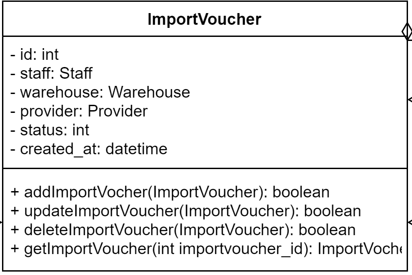 ImportVoucher
- id: int
- staff: Staff
- warehouse: Warehouse
- provider: Provider
- status: int
- created_at: datetime
+ addImportVocher(ImportVoucher): boolean
+ updateImportVoucher(ImportVoucher): boolean
+ deleteImportVoucher(ImportVoucher): boolean
+ getImportVoucher(int importvoucher_id): ImportVoche